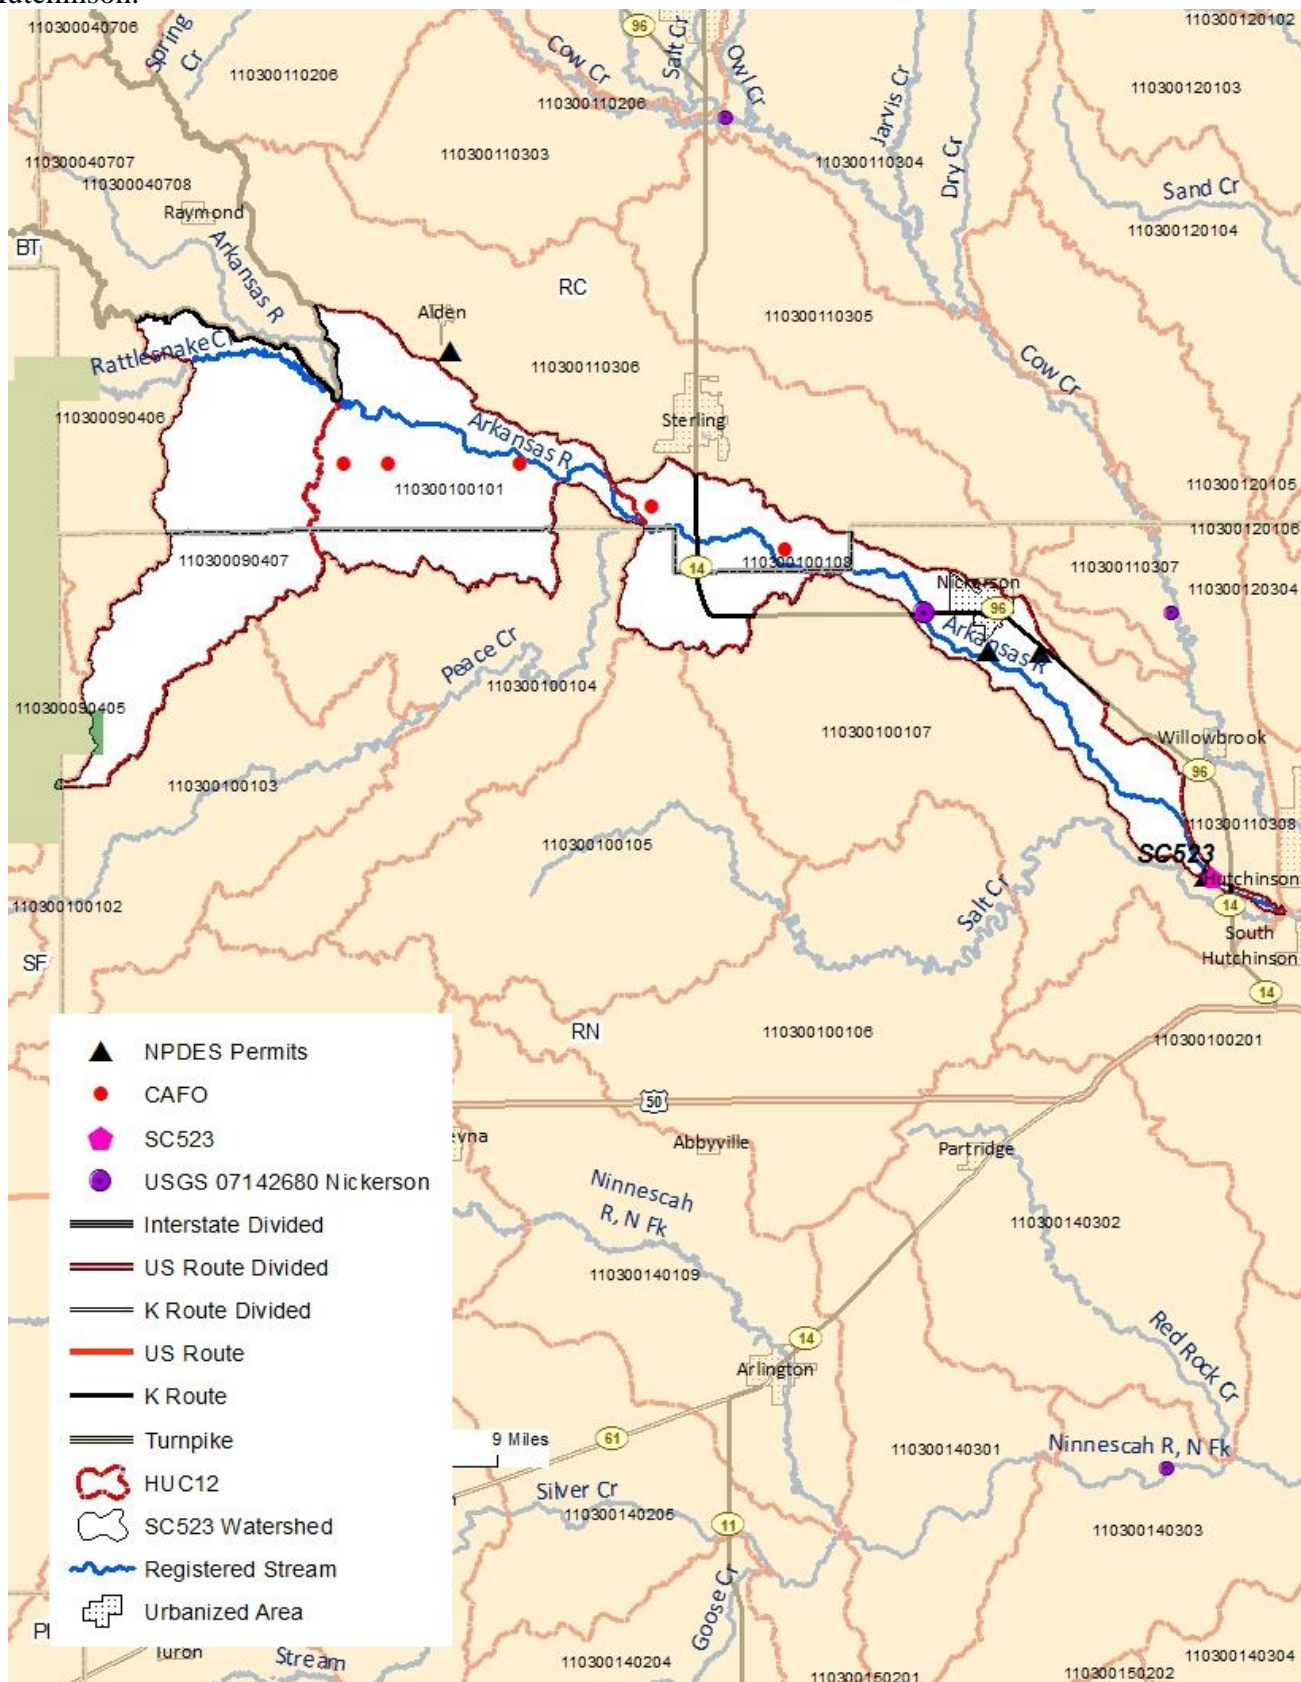 Hutchinson.
110300040706
Spring
Cr
110300110206
96
Cow Cr
Salt Cr
Owl Cr
110300110206
110300120102
110300120103
Jarvis Cr
Dry Cr
110300110303
110300110304
Sand Cr
110300120104
110300040707
110300040708
Raymond
BT
Arkansas R
RC
Alden
110300110305
110300110306
Rattlesnake Cr
Cow Cr
110300090406
Sterling
Arkansas R
110300100101
110300120105
110300120106
110300090407
14
110300100108
110300110307
Nickerson
96
110300120304
Arkansas R
Peace Cr
110300100104
110300090405
110300100107
Willowbrook
96
110300100103
110300110308
110300100105
SC523
Hutchinson
Salt Cr
110300100102
14
South
Hutchinson
SF
14
RN
110300100106
110300100201
50
Abbyville
Partridge
evna
Ninnescah
R, N Fk
110300140302
110300140109
Red Rock Cr
14
Arlington
61
9 Miles
110300140301
Ninnescah R, N Fk
Silver Cr
110300140205
11
110300140303
Goose Cr
110300140204
110300150201
110300150202
110300140304
Stream
NPDES Permits
CAFO
SC523
USGS 07142680 Nickerson
Interstate Divided
US Route Divided
K Route Divided
US Route
K Route
Turnpike
HUC12
SC523 Watershed
Registered Stream
Urbanized Area